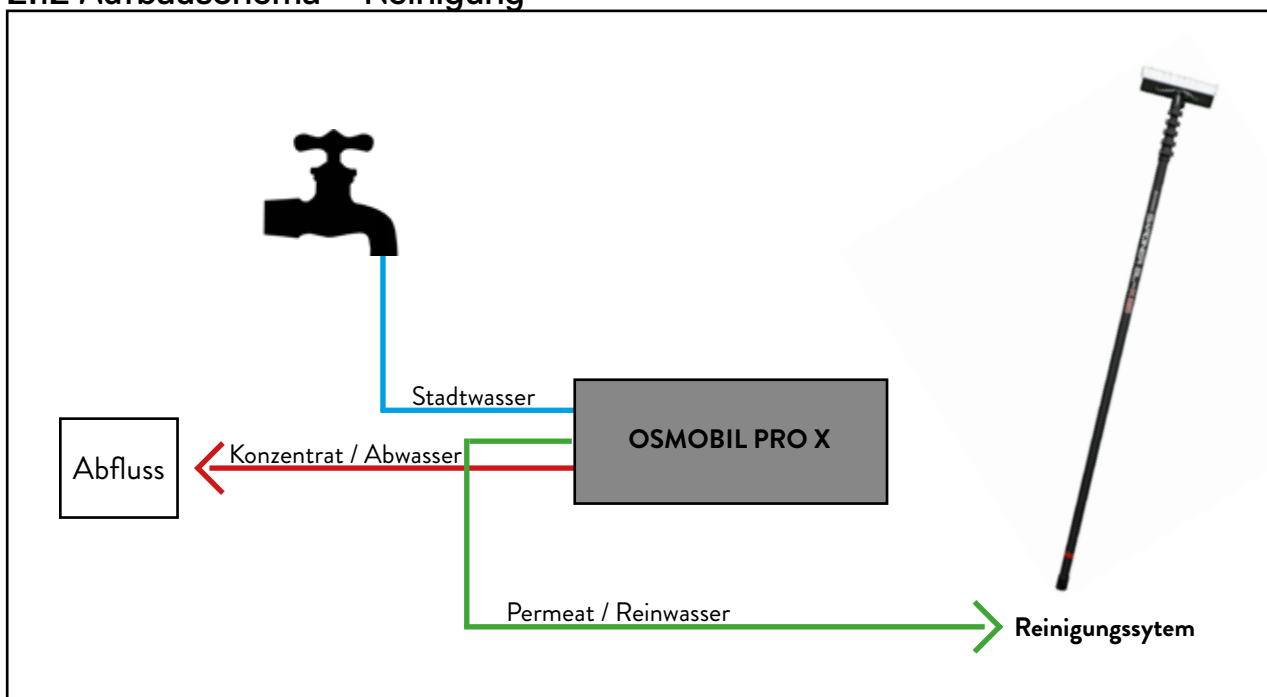 Stadtwasser
OSMOBIL PRO X
Konzentrat / Abwasser
Abfluss
Permeat / Reinwasser
Reinigungssytem